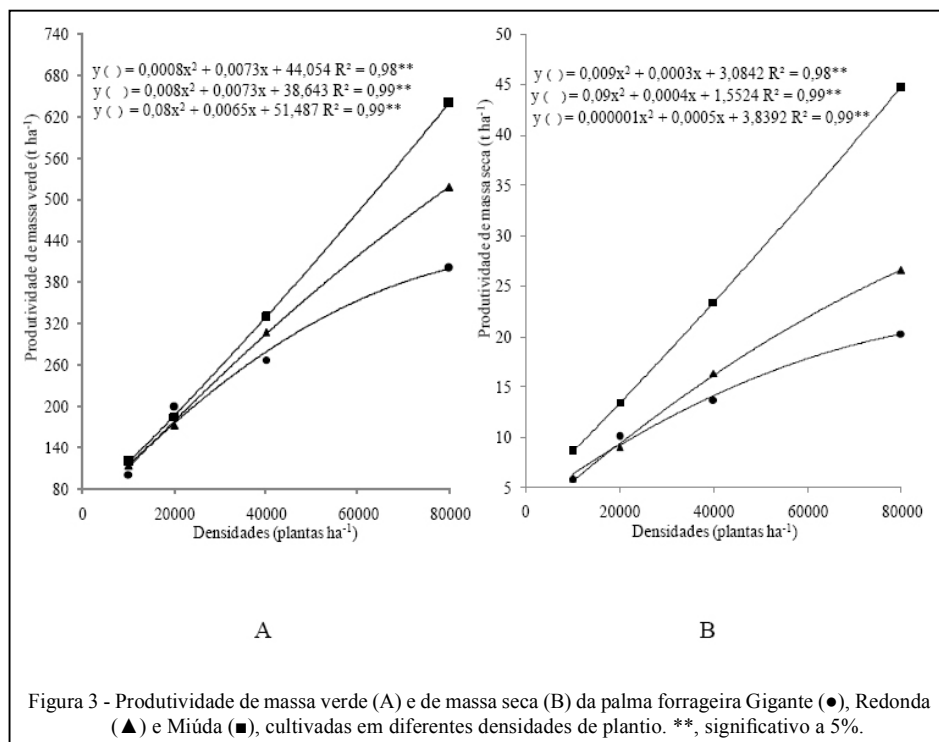 A
740
680
620
560
500
440
380
320
260
200
140
80
Produtividade de massa verde (t ha-1)
y ( ) = 0,0008x² + 0,0073x + 44,054 R² = 0,98**
y ( ) = 0,008x² + 0,0073x + 38,643 R² = 0,99**
y ( ) = 0,08x² + 0,0065x + 51,487 R² = 0,99**
0 20000 40000 60000 80000
Densidades (plantas ha-1)
A
B
50
45
40
35
30
25
20
15
10
5
Produtividade de massa seca (t ha-1)
y ( ) = 0,009x² + 0,0003x + 3,0842 R² = 0,98**
y ( ) = 0,09x² + 0,0004x + 1,5524 R² = 0,99**
y ( ) = 0,000001x² + 0,0005x + 3,8392 R² = 0,99**
0 20000 40000 60000 80000
Densidades (plantas ha-1)
B
Figura 3 - Produtividade de massa verde (A) e de massa seca (B) da palma forrageira Gigante (●), Redonda
(▲) e Miúda (■), cultivadas em diferentes densidades de plantio. **, significativo a 5%.